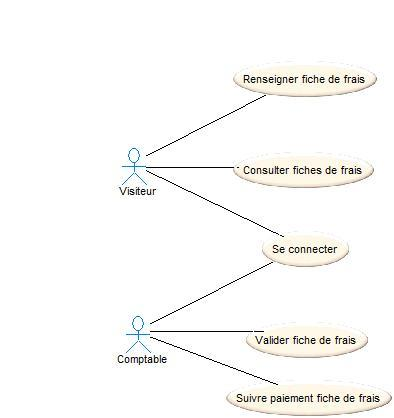 Renseigner fiche de frais
Consulter fiches de frais
Visiteur
Se connecter
Valider fiche de frais
Comptable
Suivre paiement fiche de frais